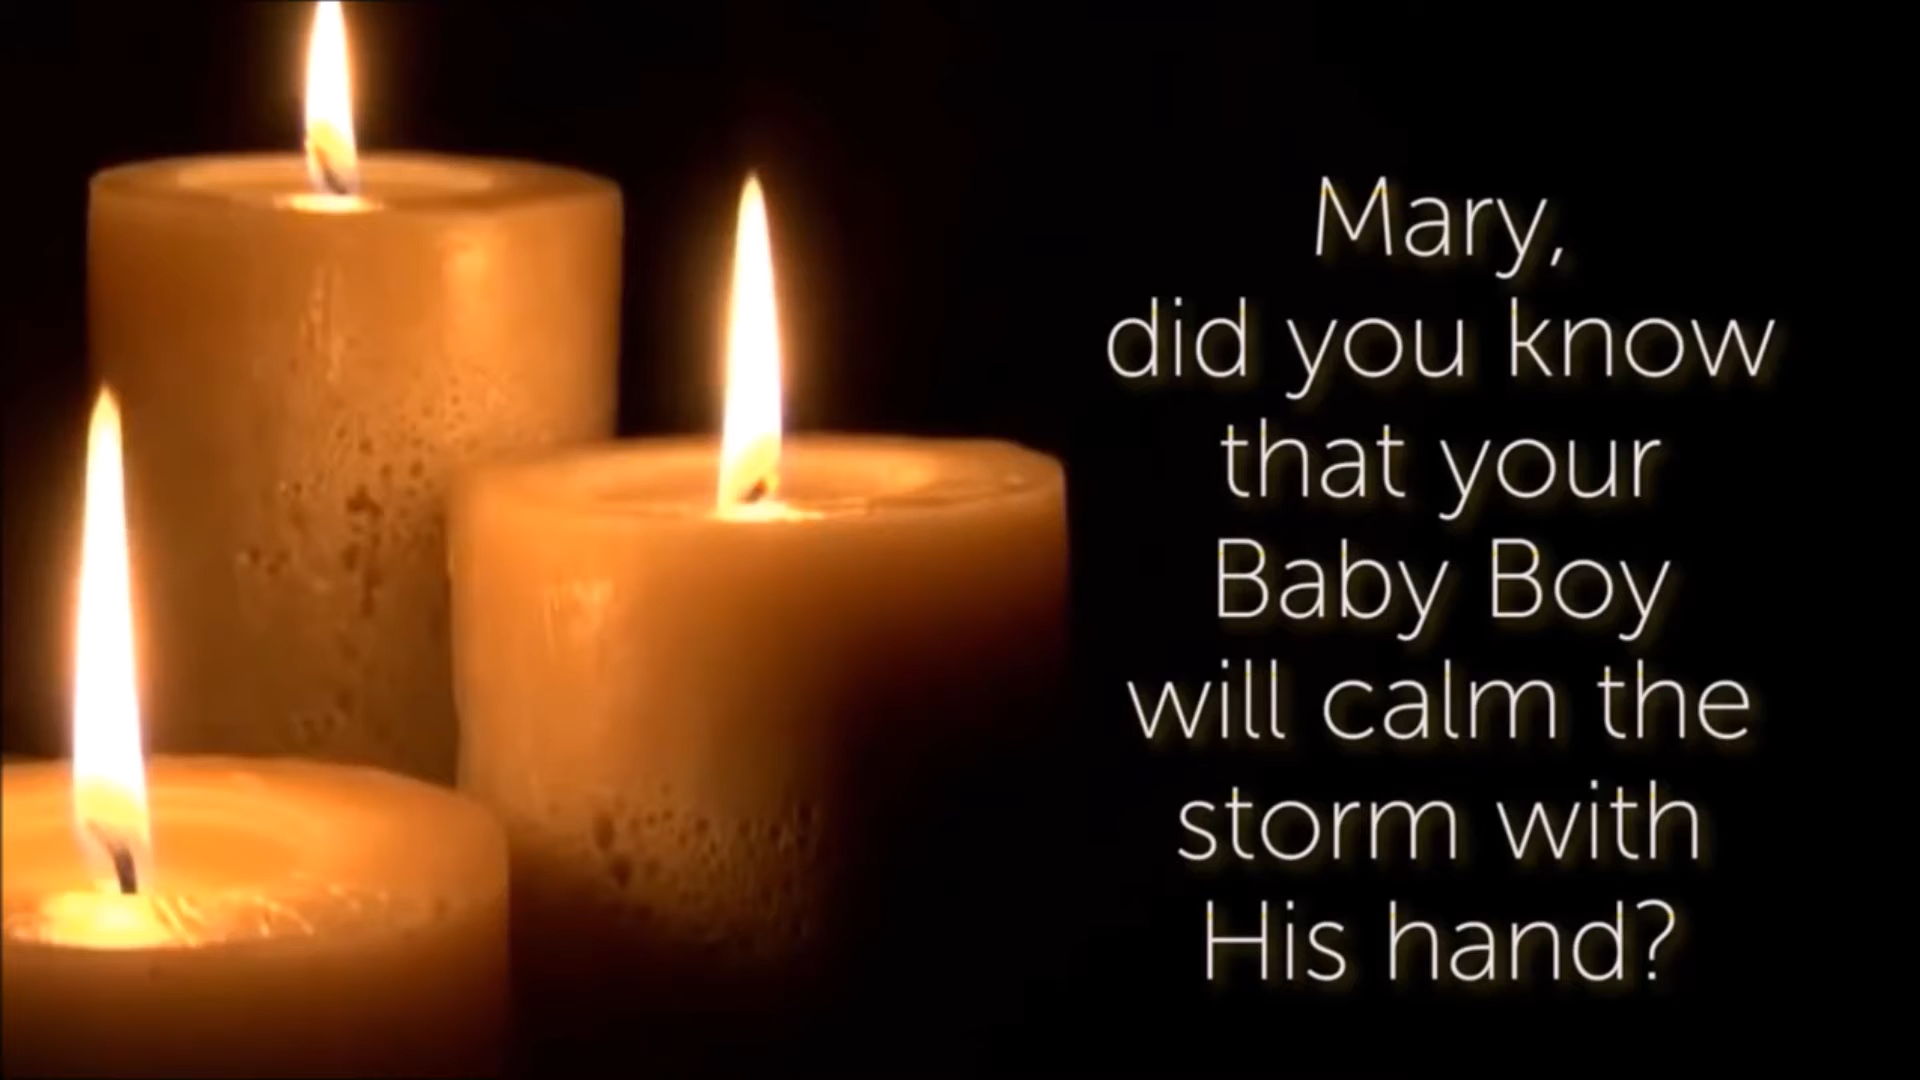 Mary,
did you know
that your
Baby Boy
will calm the
storm with
His hand?